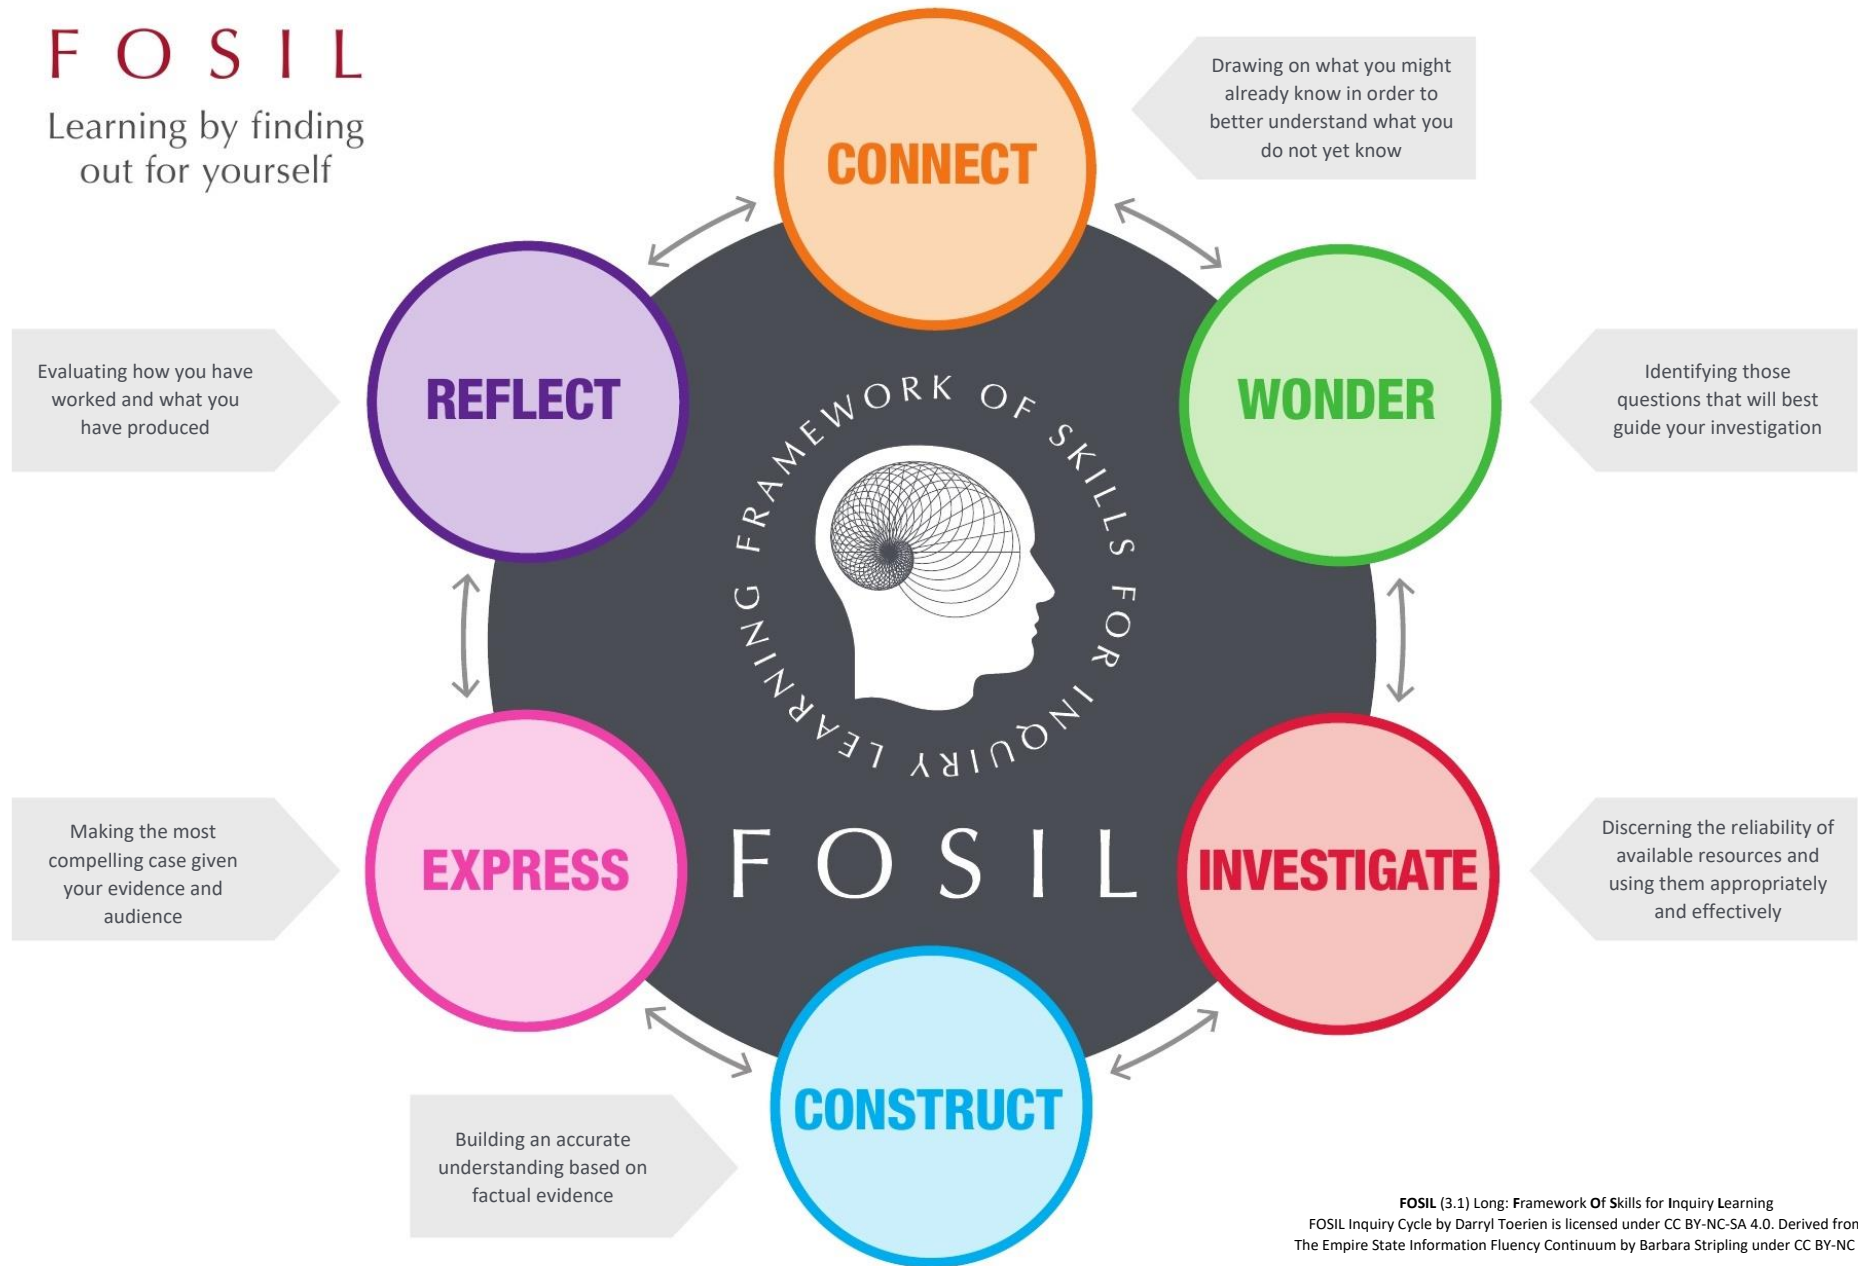 F O S I L
Learning by finding
out for yourself
CONNECT
Drawing on what you might
already know in order to
better understand what you
do not yet know
WONDER
Identifying those
questions that will best
guide your investigation
INVESTIGATE
Discerning the reliability of
available resources and
using them appropriately
and effectively
CONSTRUCT
Building an accurate
understanding based on
factual evidence
EXPRESS
Making the most
compelling case given
your evidence and
audience
REFLECT
Evaluating how you have
worked and what you
have produced
FRAMEWORK OF SKILLS FOR INQUIRY LEARNING
F O S I L
FOSIL (3.1) Long: Framework Of Skills for Inquiry Learning
FOSIL Inquiry Cycle by Darryl Toerien is licensed under CC BY-NC-SA 4.0. Derived from
The Empire State Information Fluency Continuum by Barbara Stripling under CC BY-NC